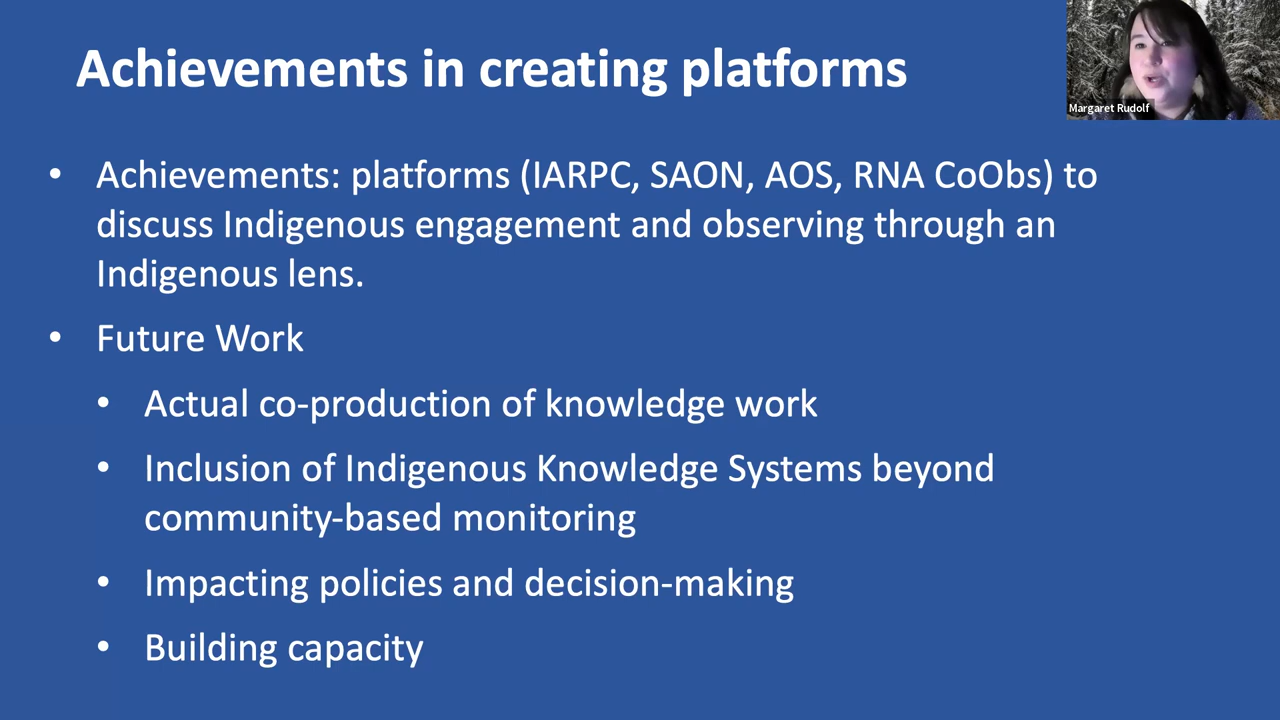 Achievements in creating platforms
Margaret Rudolf
• Achievements: platforms (IARPC, SAON, AOS, RNA CoObs) to
discuss Indigenous engagement and observing through an
Indigenous lens.
• Future Work
• Actual co-production of knowledge work
• Inclusion of Indigenous Knowledge Systems beyond
community-based monitoring
• Impacting policies and decision-making
• Building capacity